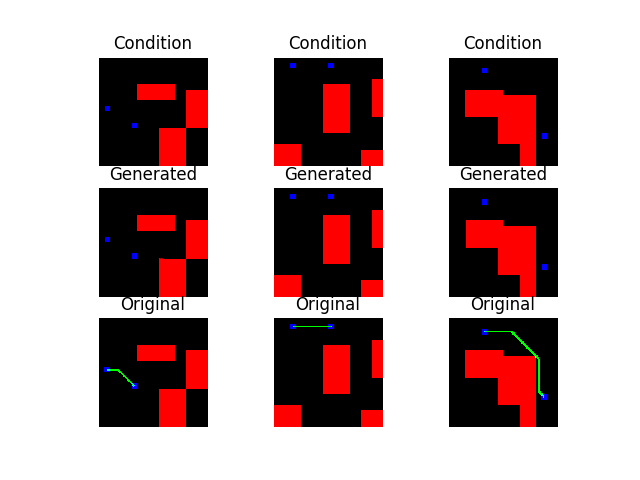 Condition Condition Condition
Generated Generated Generated
Original Original Original